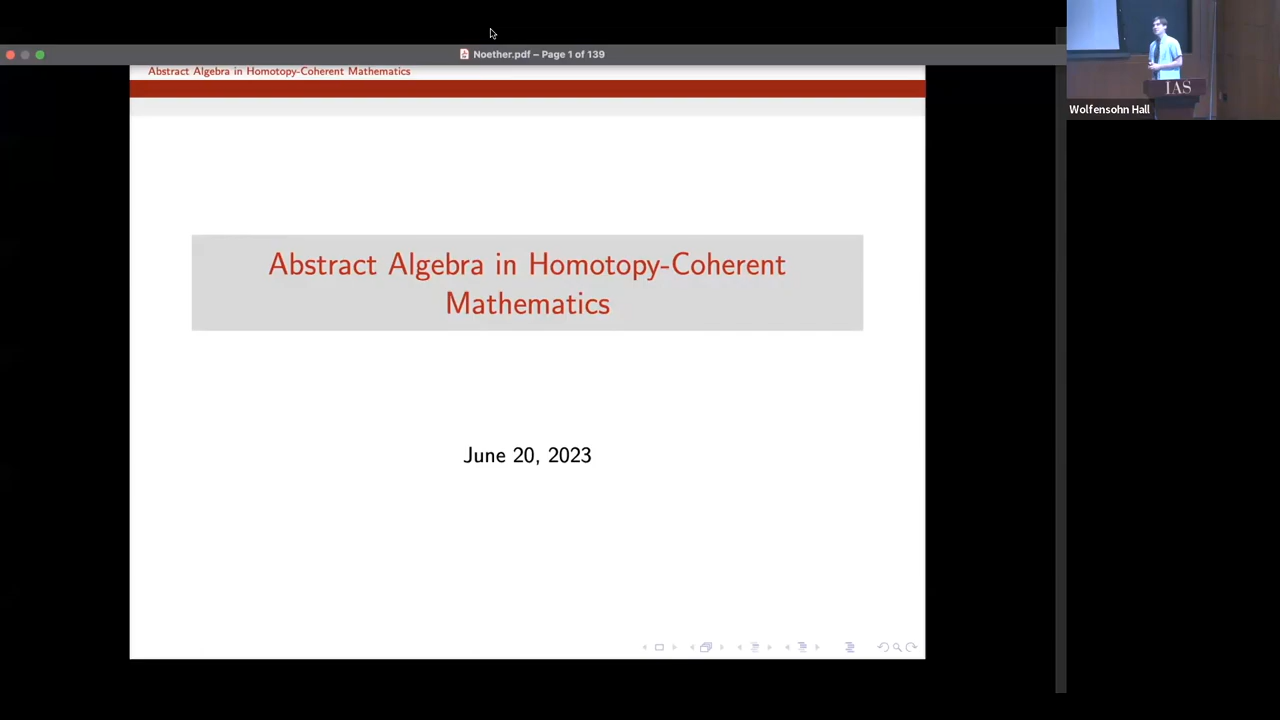 Noether.pdf – Page 1 of 139
Abstract Algebra in Homotopy-Coherent Mathematics
Abstract Algebra in Homotopy-Coherent
Mathematics
June 20, 2023
IAS
Wolfensohn Hall